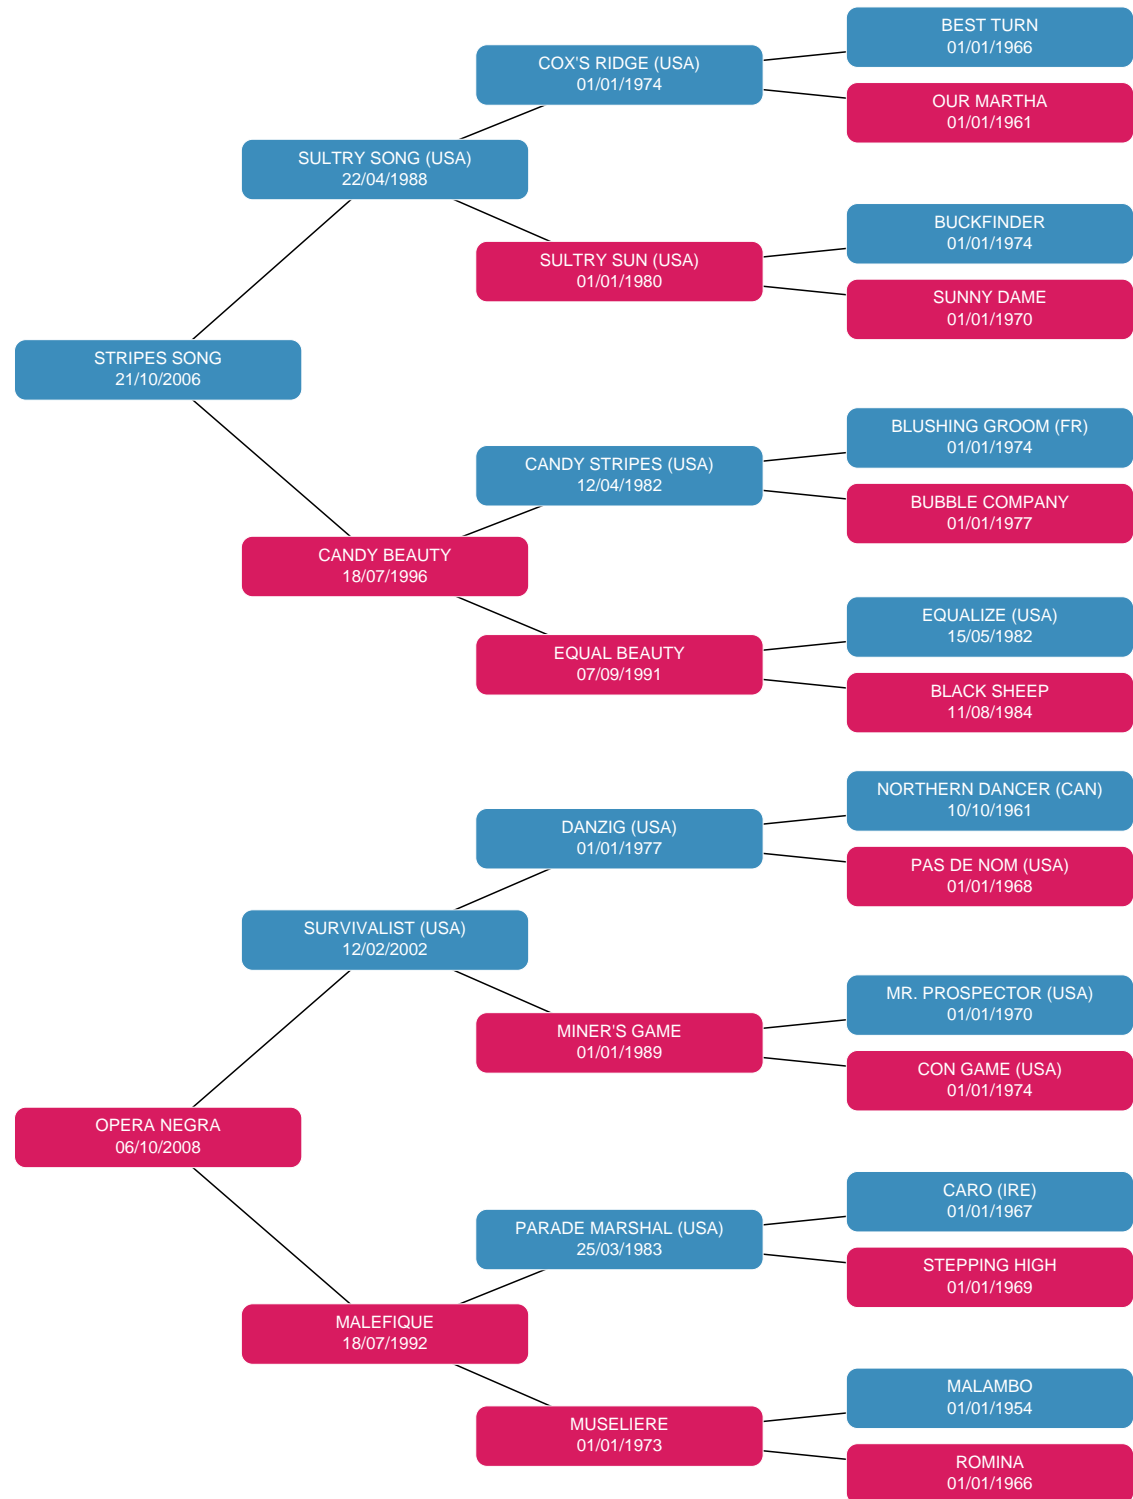 BEST TURN
01/01/1966
COX'S RIDGE (USA)
01/01/1974
OUR MARTHA
01/01/1961
SULTRY SONG (USA)
22/04/1988
BUCKFINDER
01/01/1974
SULTRY SUN (USA)
01/01/1980
SUNNY DAME
01/01/1970
STRIPES SONG
21/10/2006
BLUSHING GROOM (FR)
01/01/1974
CANDY STRIPES (USA)
12/04/1982
BUBBLE COMPANY
01/01/1977
CANDY BEAUTY
18/07/1996
EQUALIZE (USA)
15/05/1982
EQUAL BEAUTY
07/09/1991
BLACK SHEEP
11/08/1984
NORTHERN DANCER (CAN)
10/10/1961
DANZIG (USA)
01/01/1977
PAS DE NOM (USA)
01/01/1968
SURVIVALIST (USA)
12/02/2002
MR. PROSPECTOR (USA)
01/01/1970
MINER'S GAME
01/01/1989
CON GAME (USA)
01/01/1974
OPERA NEGRA
06/10/2008
CARO (IRE)
01/01/1967
PARADE MARSHAL (USA)
25/03/1983
STEPPING HIGH
01/01/1969
MALEFIQUE
18/07/1992
MALAMBO
01/01/1954
MUSELIERE
01/01/1973
ROMINA
01/01/1966